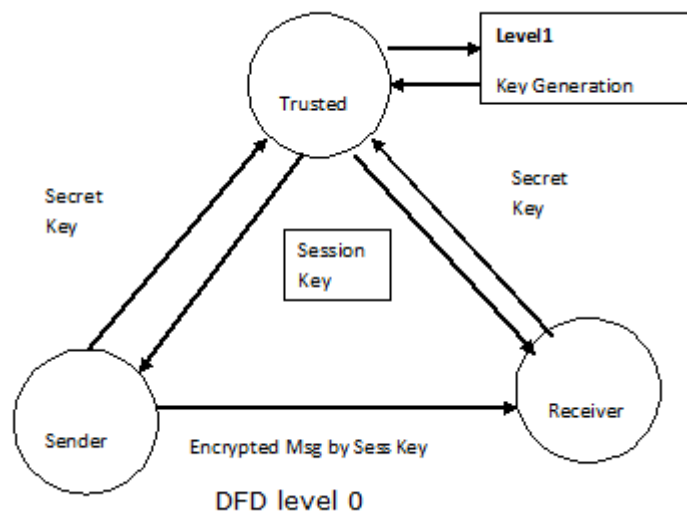 Level1
Key Generation
Trusted
Secret
Key
Secret
Key
Session
Key
Sender
Receiver
Encrypted Msg by Sess Key
DFD level 0